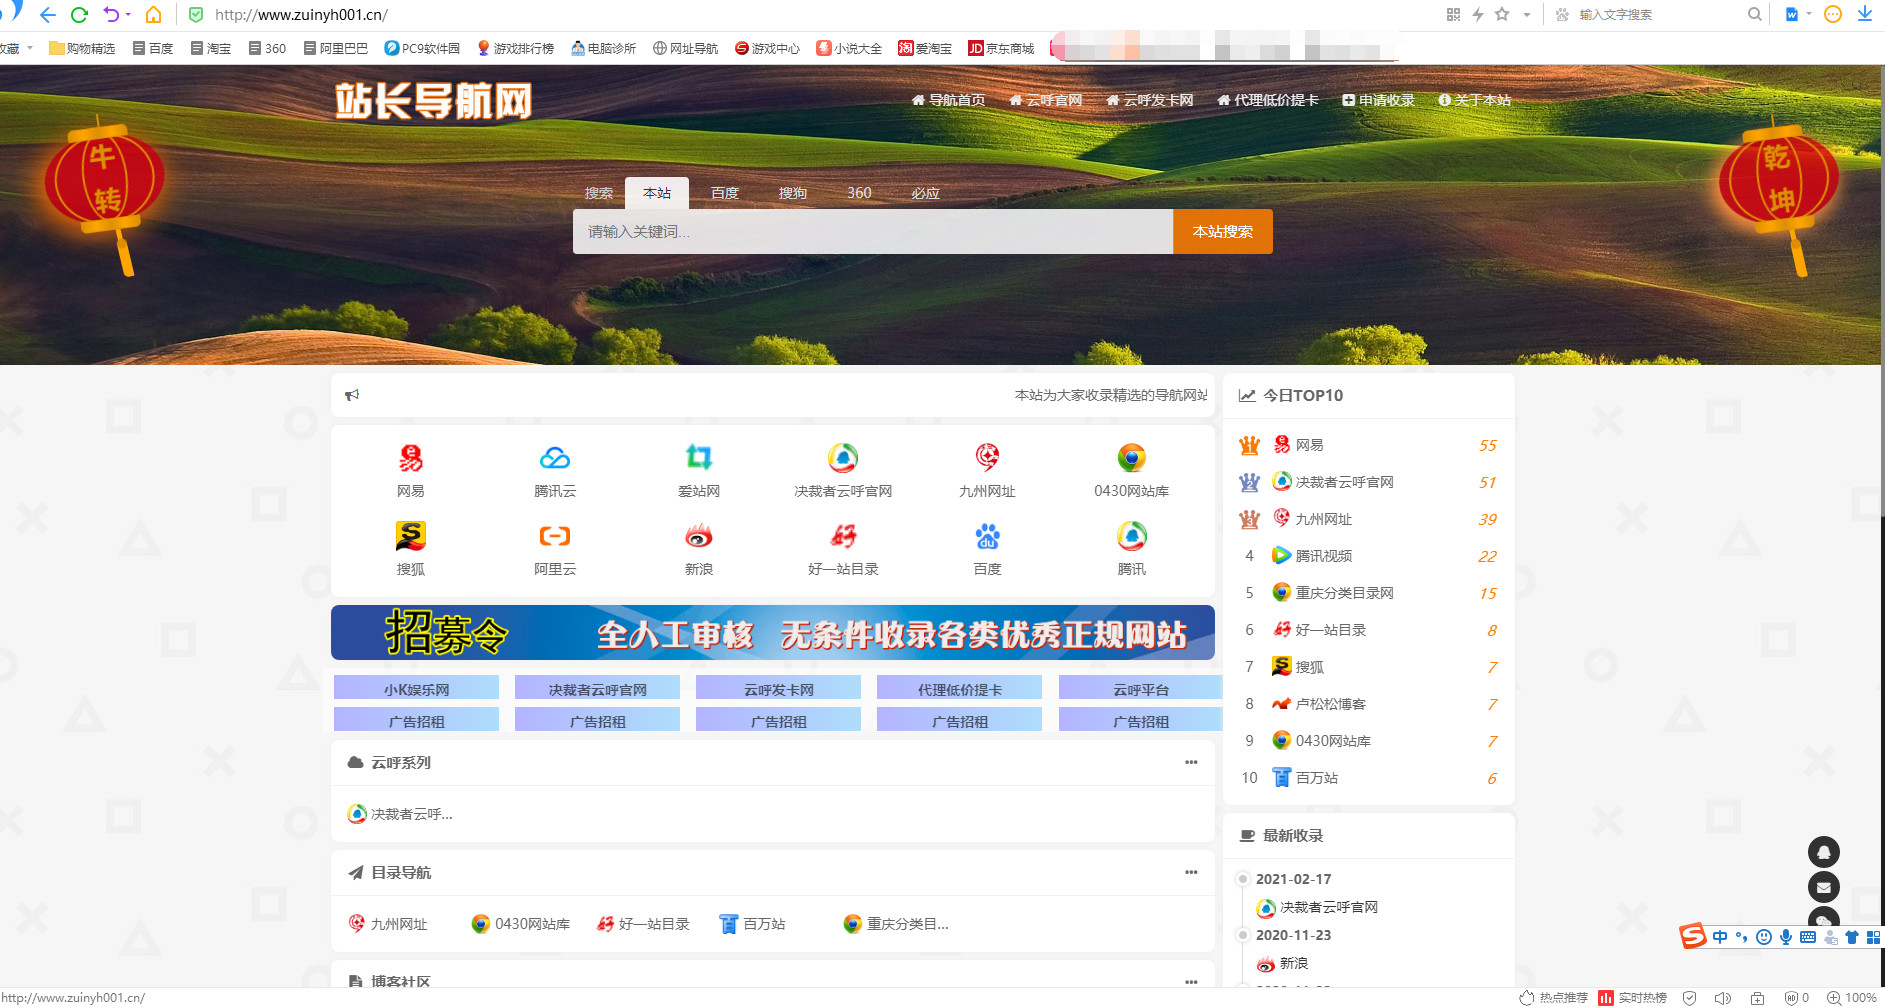 http://www.zuinyh001.cn/
输入文字搜索
收藏 购物精选 百度 淘宝 360 阿里巴巴 PC9软件园 游戏排行榜 电脑诊所 网址导航 游戏中心 小说大全 爱淘宝 京东商城
站长导航网
导航首页 云呼官网 云呼发卡网 代理低价提卡 申请收录 关于本站
牛转
乾坤
搜索 本站 百度 搜狗 360 必应
请输入关键词... 本站搜索
本站为大家收录精选的导航网站
网易 腾讯云 爱站网 决裁者云呼官网 九州网址 0430网站库
搜狐 阿里云 新浪 好一站目录 百度 腾讯
招募令 全人工审核 无条件收录各类优秀正规网站
小K娱乐网 决裁者云呼官网 云呼发卡网 代理低价提卡 云呼平台
广告招租 广告招租 广告招租 广告招租 广告招租
云呼系列
决裁者云呼...
目录导航
九州网址 0430网站库 好一站目录 百万站 重庆分类目...
博客社区
今日TOP10
1 网易 55
2 决裁者云呼官网 51
3 九州网址 39
4 腾讯视频 22
5 重庆分类目录网 15
6 好一站目录 8
7 搜狐 7
8 卢松松博客 7
9 0430网站库 7
10 百万站 6
最新收录
2021-02-17
决裁者云呼官网
2020-11-23
新浪
中
http://www.zuinyh001.cn/
热点推荐 实时热榜 0 100%